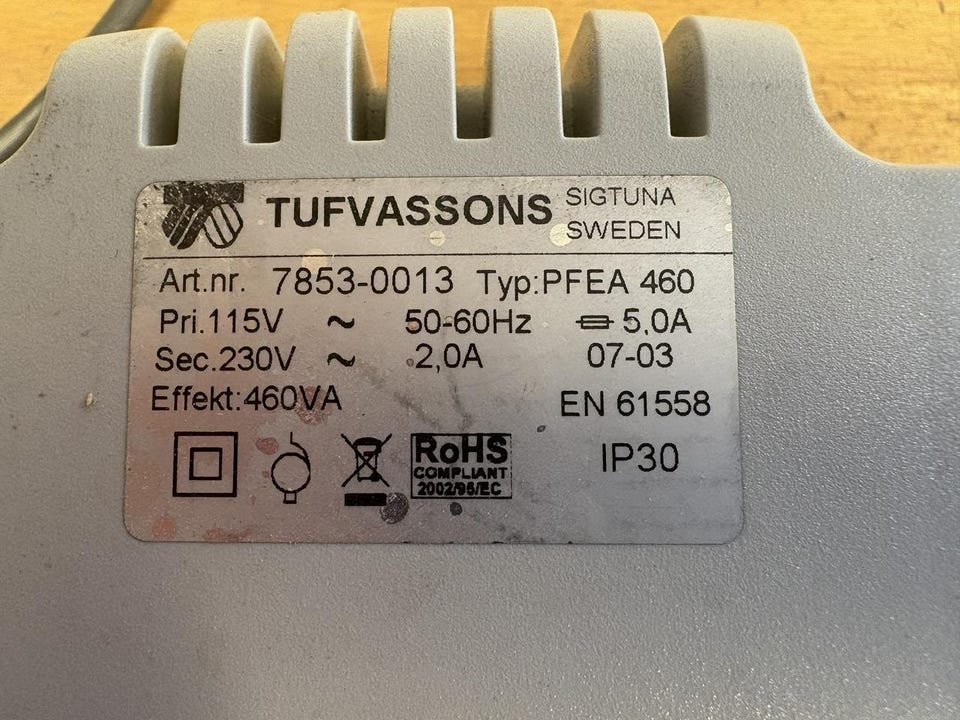 TUFVASSONS SIGTUNA
SWEDEN
Art.nr. 7853-0013 Typ:PFEA 460
Pri.115V ~ 50-60Hz 5,0A
Sec.230V ~ 2,0A 07-03
Effekt:460VA EN 61558
RoHS
COMPLIANT
2002/95/EC
IP30